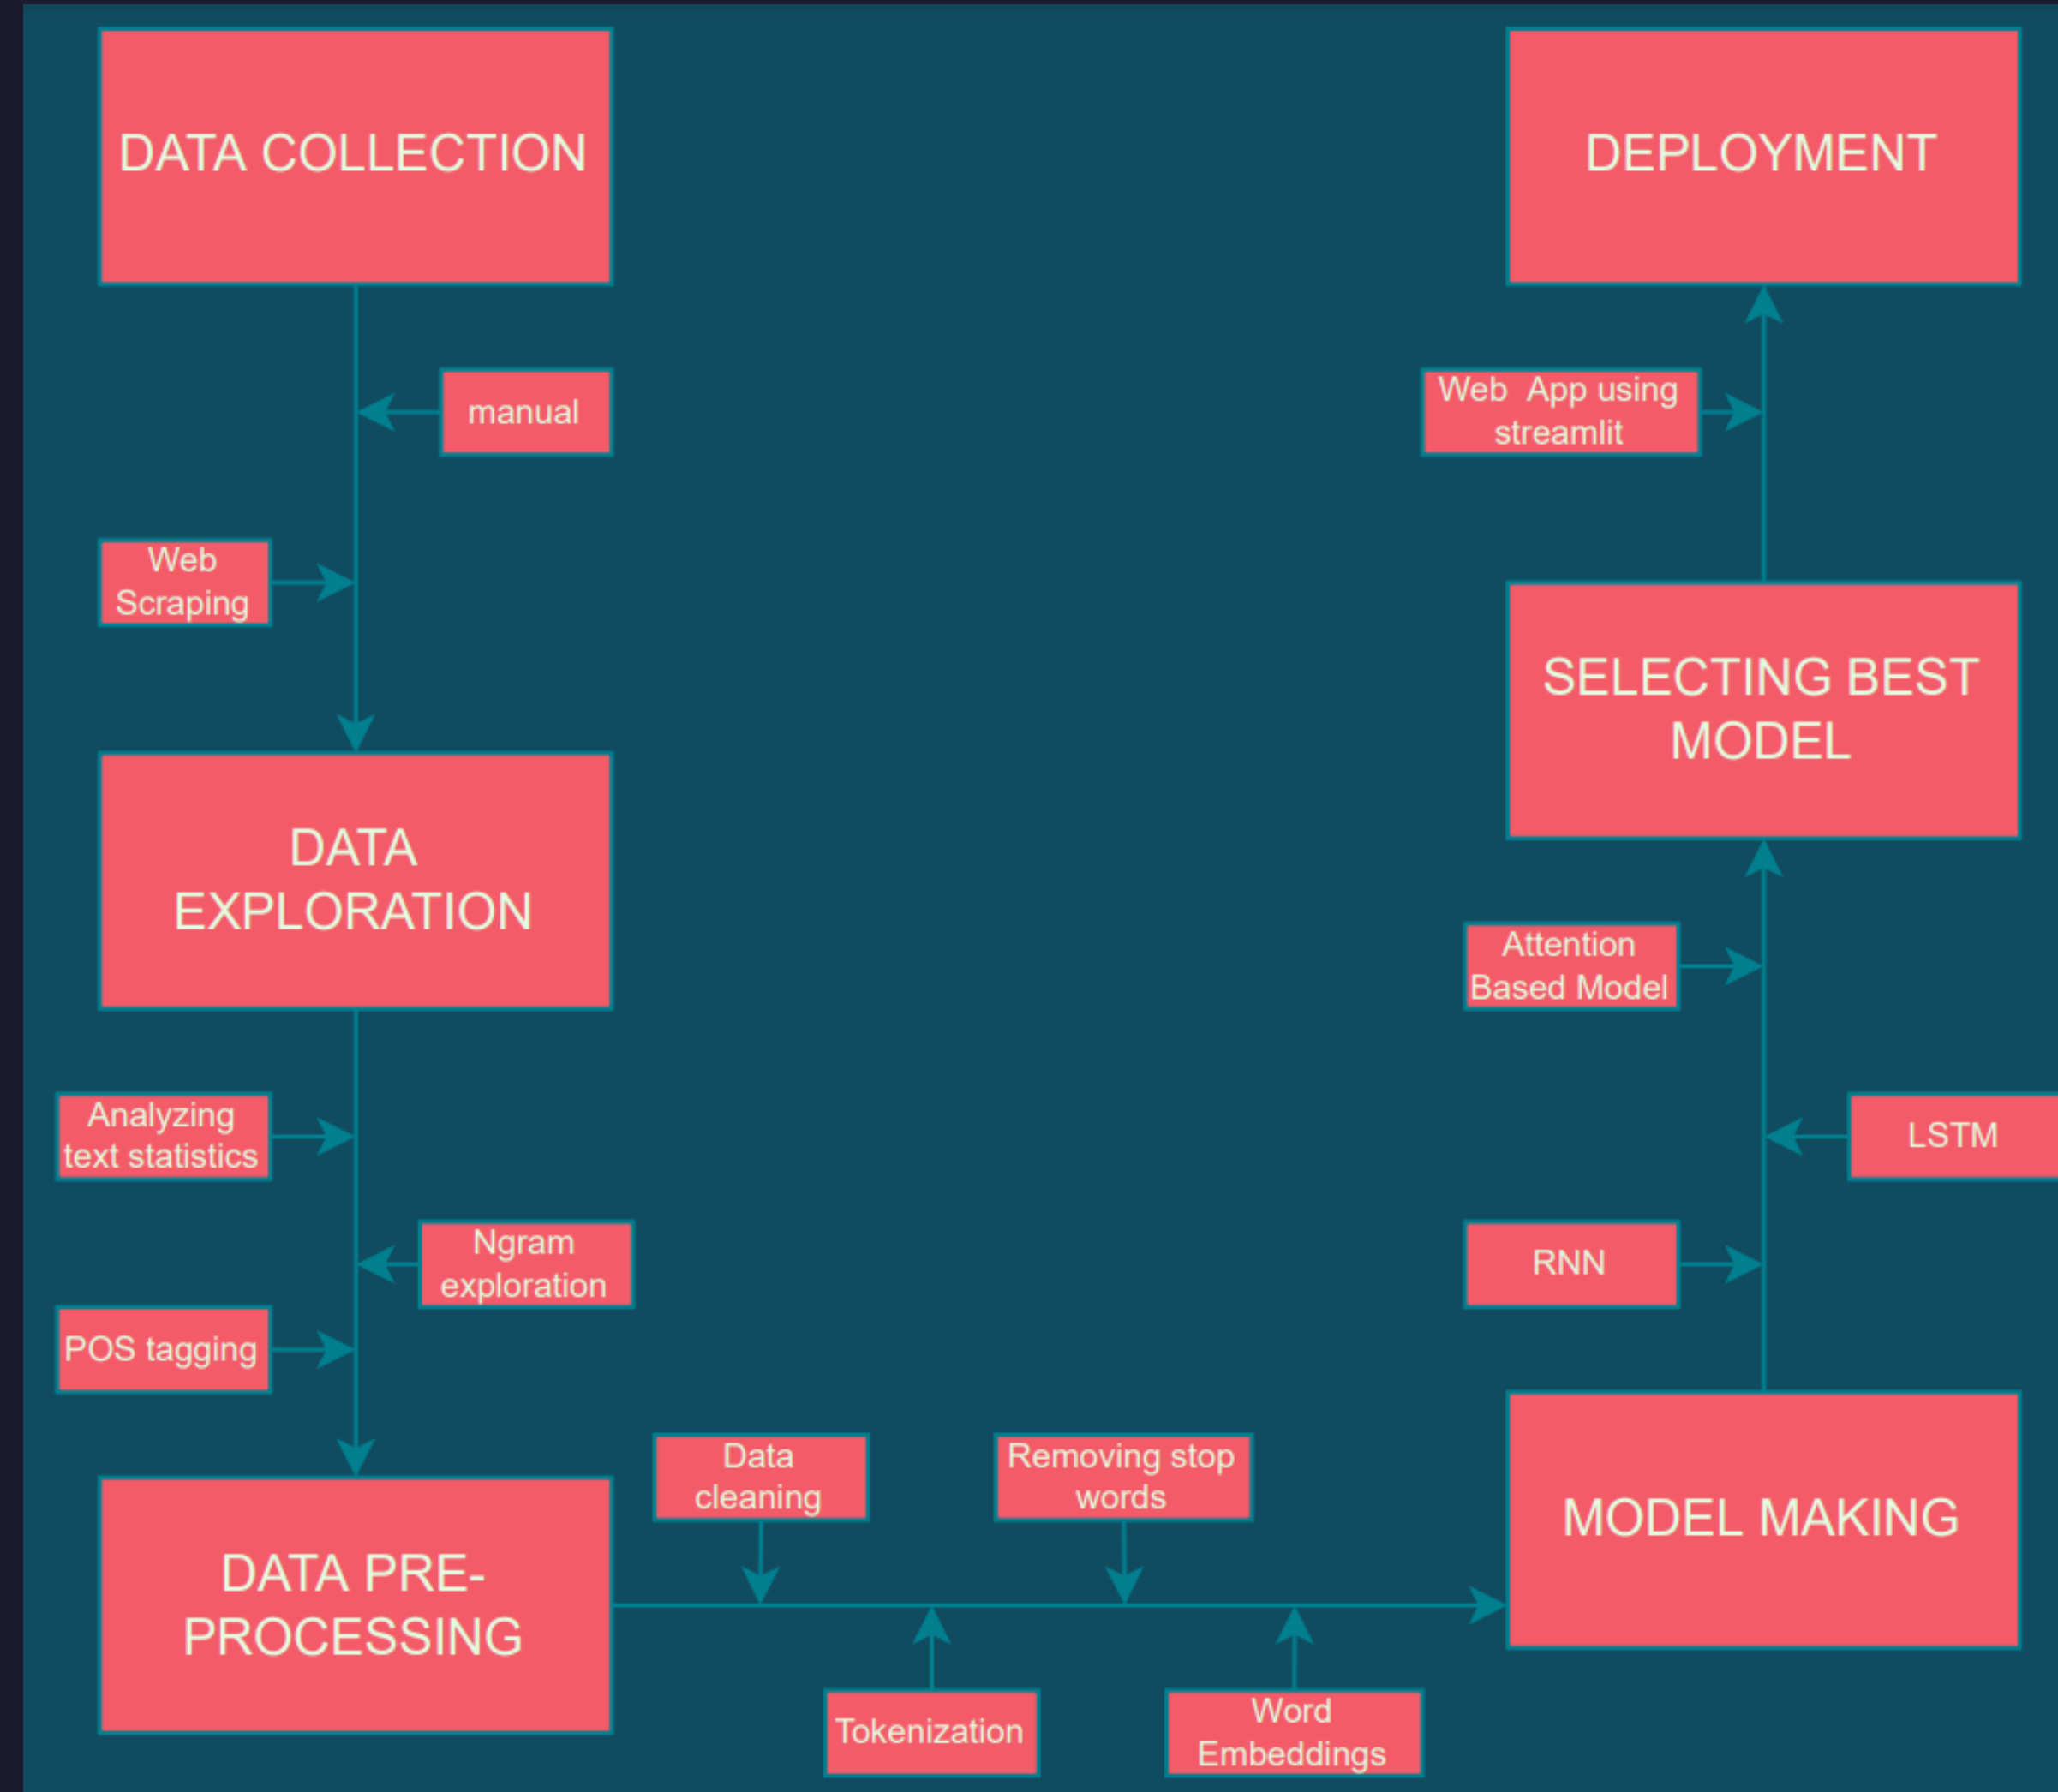 DATA COLLECTION
manual
Web
Scraping
DATA
EXPLORATION
Analyzing
text statistics
Ngram
exploration
POS tagging
DATA PRE-
PROCESSING
Data
cleaning
Tokenization
Removing stop
words
Word
Embeddings
MODEL MAKING
RNN
LSTM
Attention
Based Model
SELECTING BEST
MODEL
Web  App using
streamlit
DEPLOYMENT